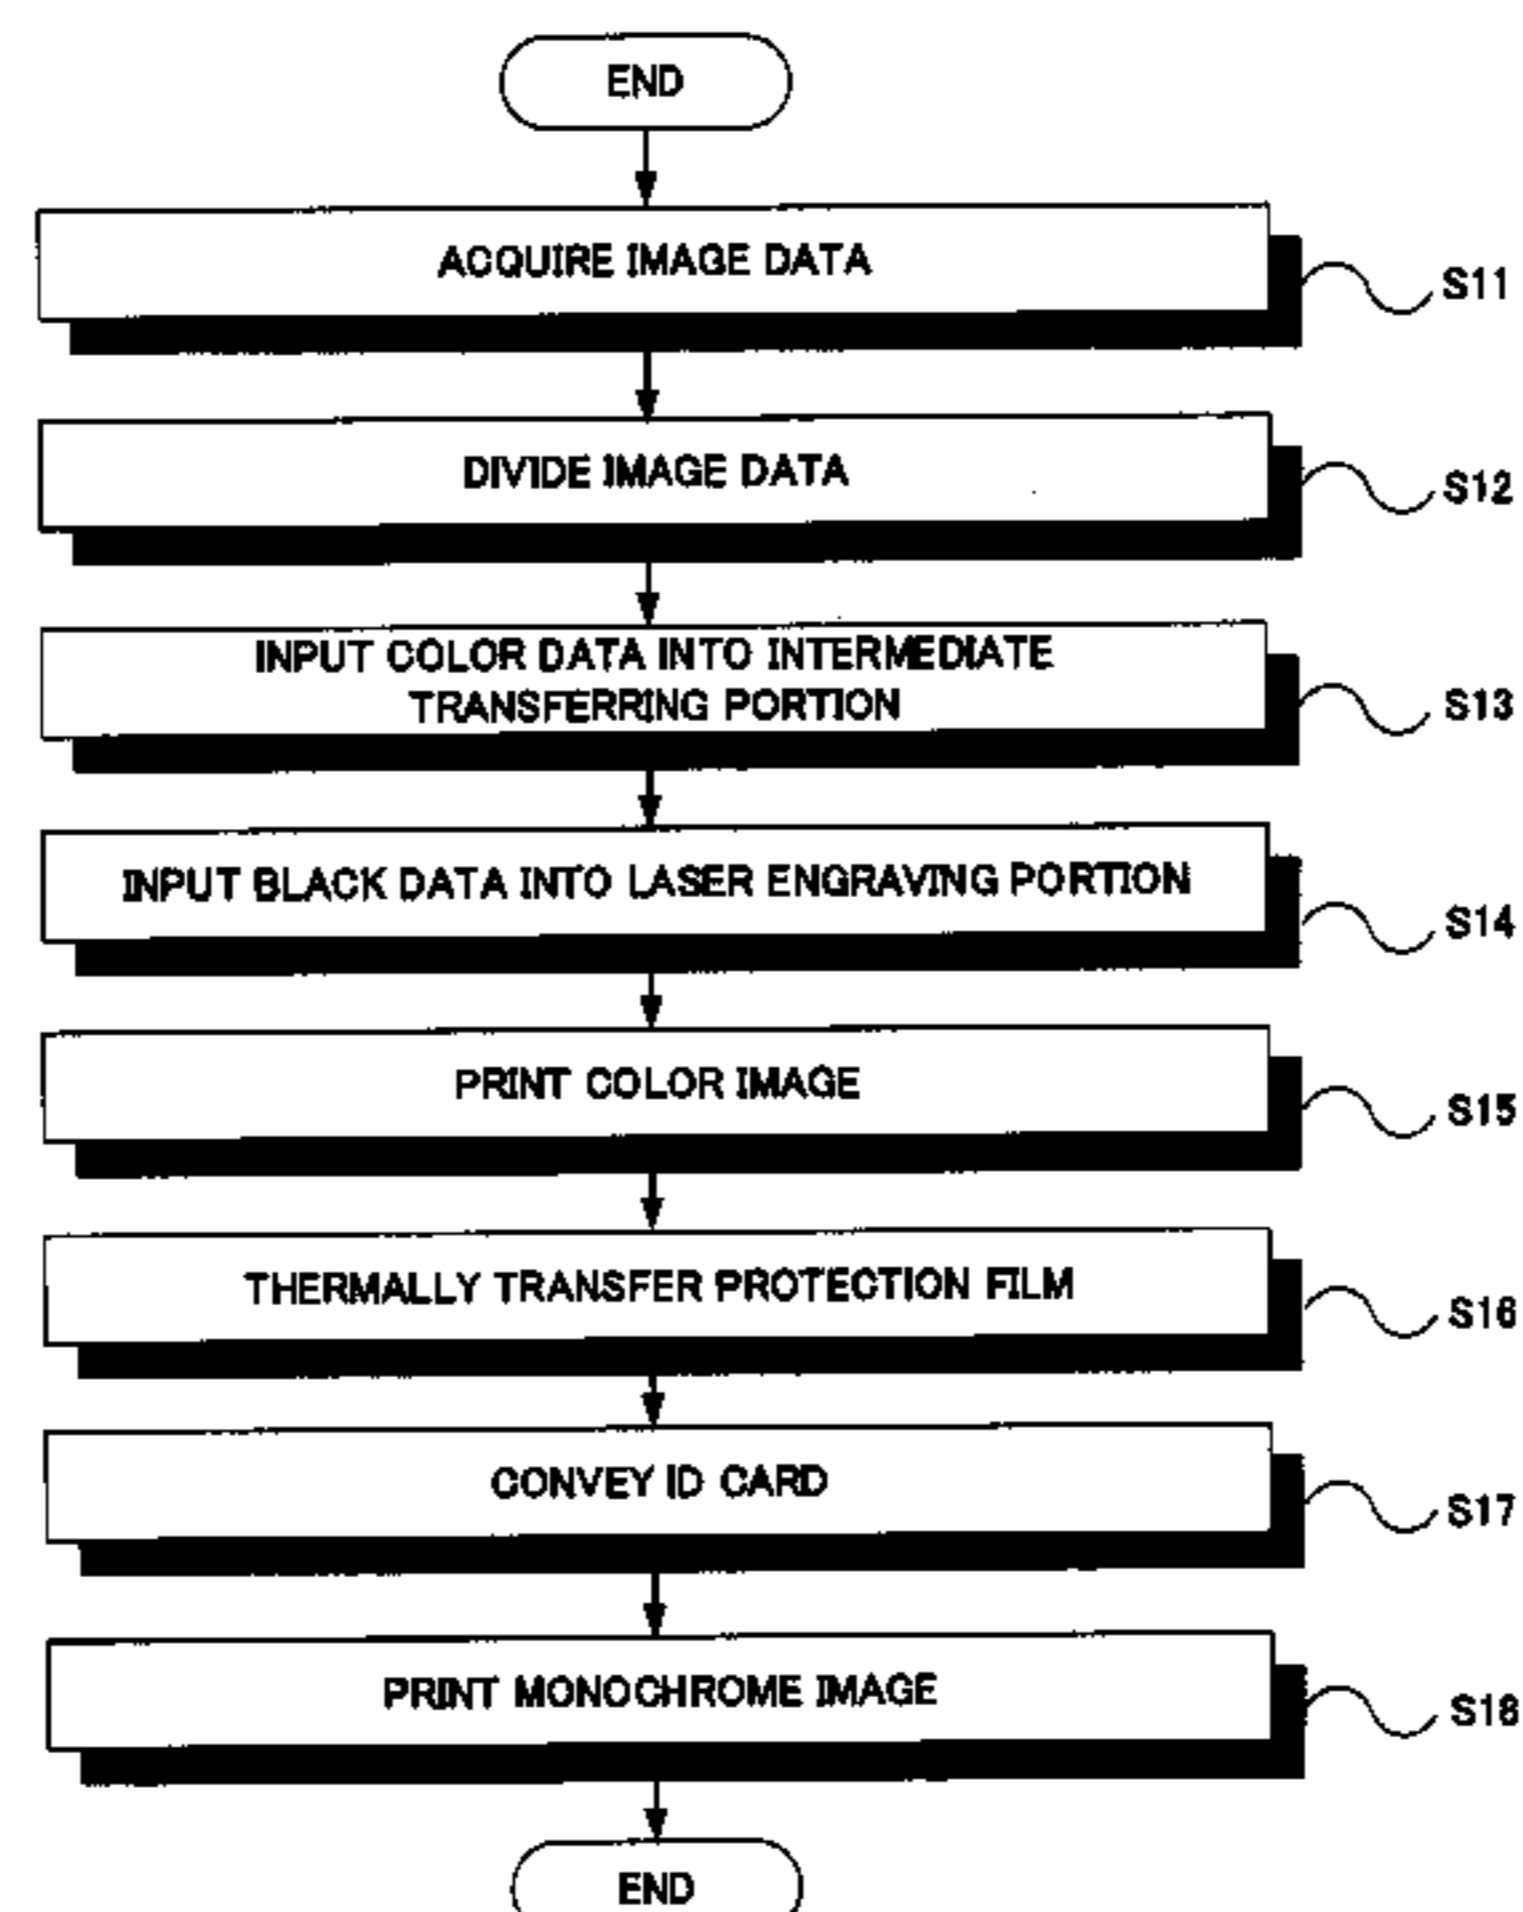 END
ACQUIRE IMAGE DATA
S11
DIVIDE IMAGE DATA
S12
INPUT COLOR DATA INTO INTERMEDIATE
TRANSFERRING PORTION
S13
INPUT BLACK DATA INTO LASER ENGRAVING PORTION
S14
PRINT COLOR IMAGE
S15
THERMALLY TRANSFER PROTECTION FILM
S16
CONVEY ID CARD
S17
PRINT MONOCHROME IMAGE
S18
END